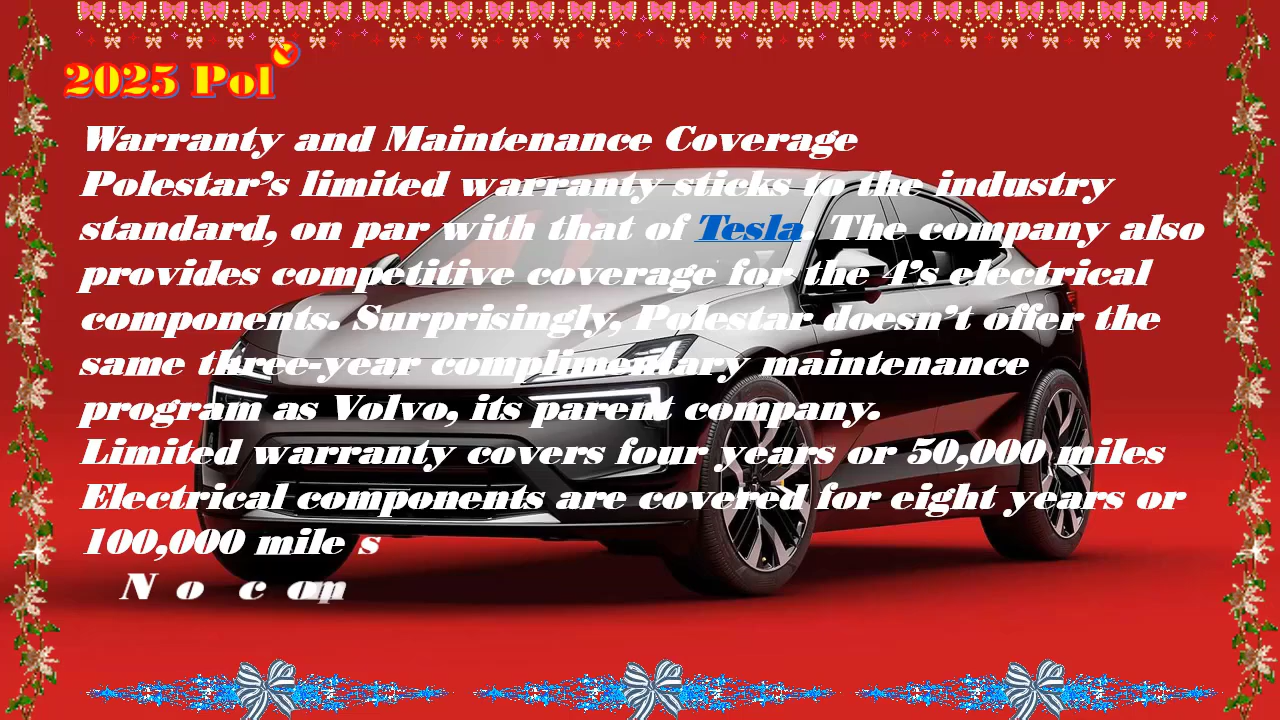 2025 Pol
Warranty and Maintenance Coverage
Polestar’s limited warranty sticks to the industry
standard, on par with that of Tesla. The company also
provides competitive coverage for the 4’s electrical
components. Surprisingly, Polestar doesn’t offer the
same three-year complimentary maintenance
program as Volvo, its parent company.
Limited warranty covers four years or 50,000 miles
Electrical components are covered for eight years or
100,000 mile s
N o c om